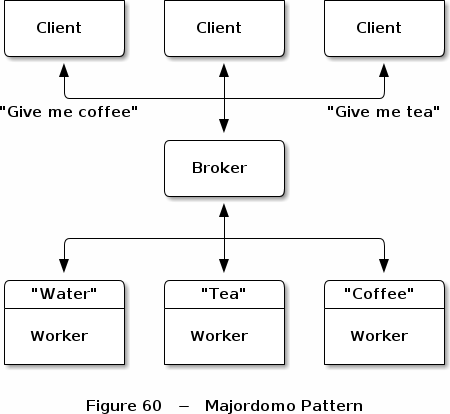 Client Client Client
"Give me coffee" "Give me tea"
Broker
"Water" "Tea" "Coffee"
Worker Worker Worker
Figure 60 – Majordomo Pattern